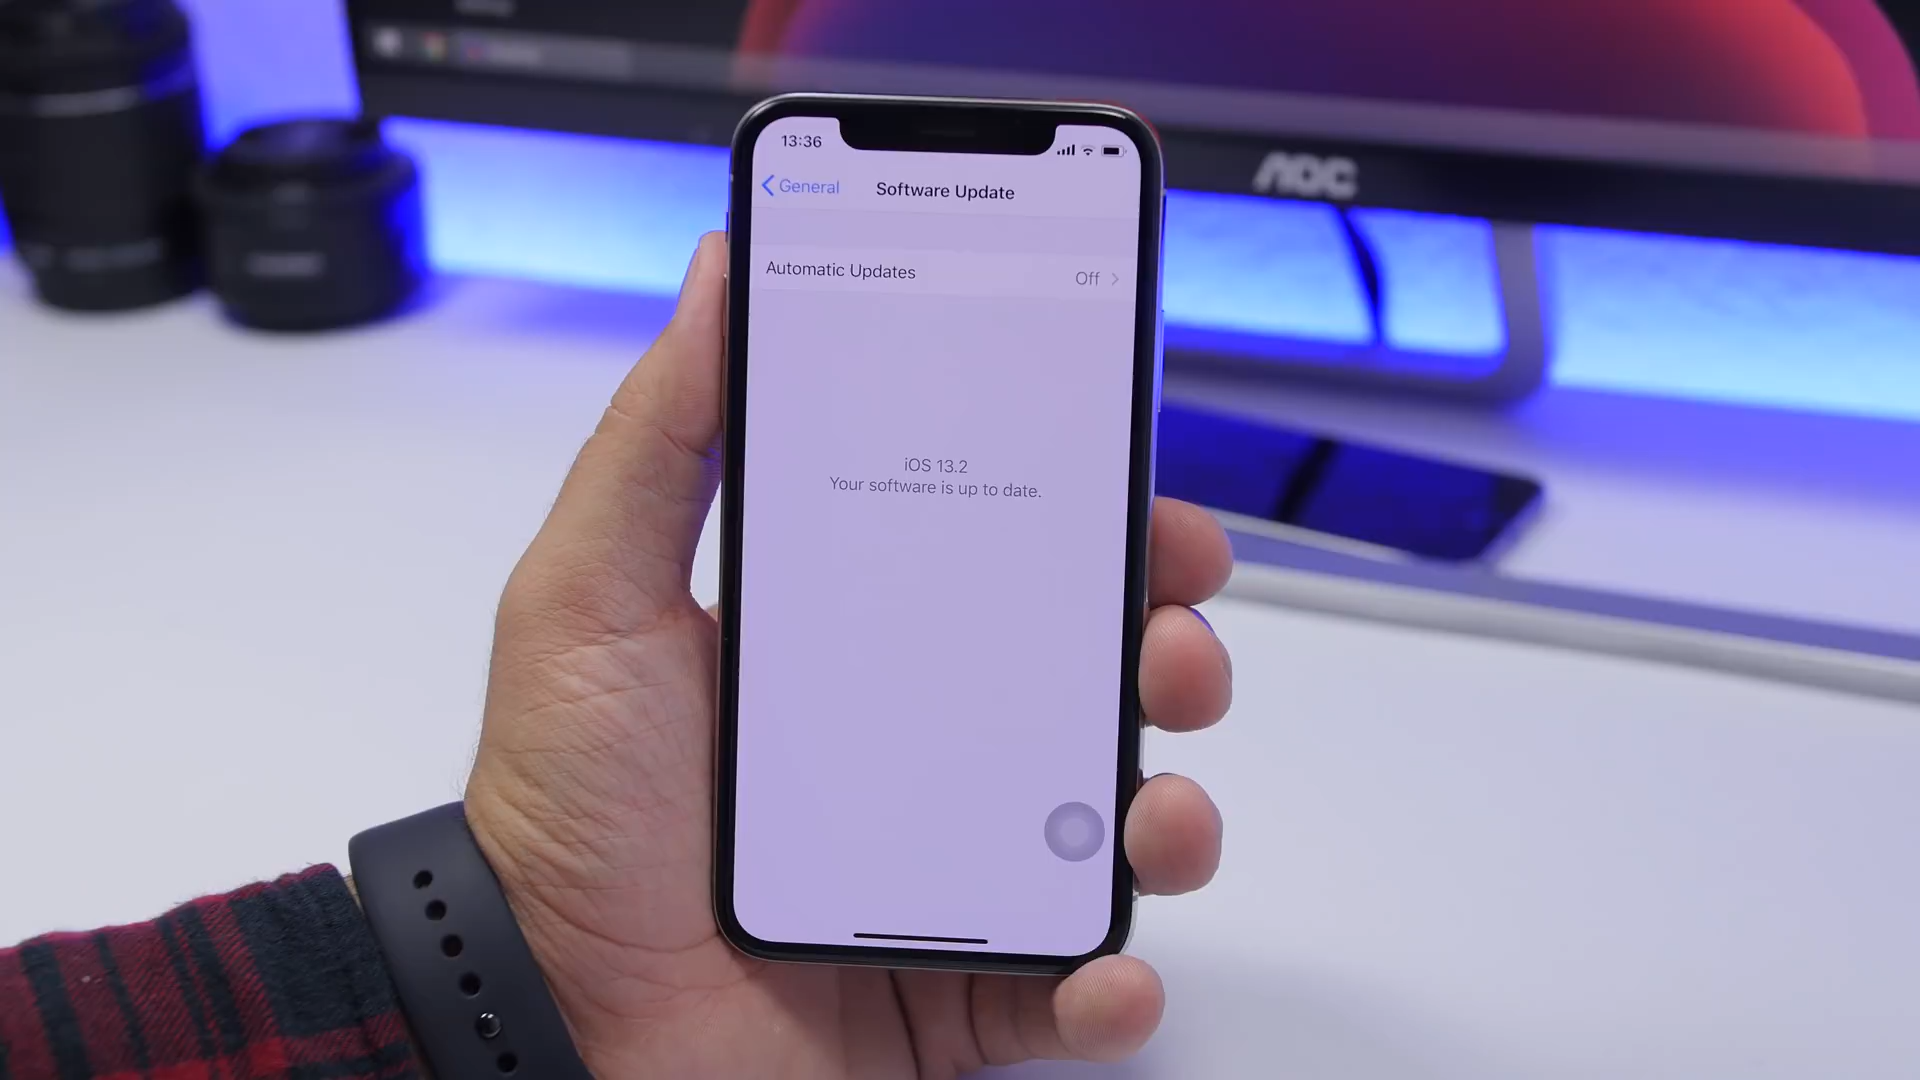 AOC
13:36
General
Software Update
Automatic Updates
Off
iOS 13.2
Your software is up to date.